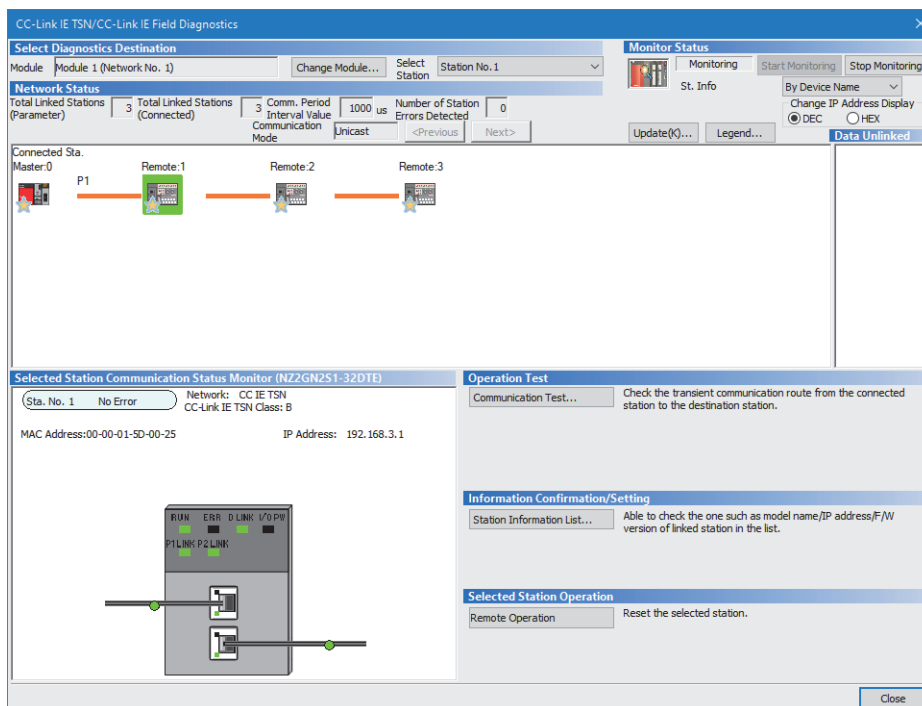 CC-Link IE TSN/CC-Link IE Field Diagnostics
Select Diagnostics Destination
Module Module 1 (Network No. 1) Change Module... Select Station Station No.1
Monitor Status
Monitoring Start Monitoring Stop Monitoring
St. Info By Device Name
Change IP Address Display
DEC HEX
Update(K)... Legend...
Network Status
Total Linked Stations (Parameter) 3 Total Linked Stations (Connected) 3 Comm. Period Interval Value 1000 us Number of Station Errors Detected 0
Communication Mode Unicast <Previous Next>
Data Unlinked
Connected Sta.
Master:0 Remote:1 Remote:2 Remote:3
P1
Selected Station Communication Status Monitor (NZ2GN2S1-32DTE)
Sta. No. 1 No Error
Network: CC IE TSN
CC-Link IE TSN Class: B
MAC Address:00-00-01-5D-00-25 IP Address: 192.168.3.1
RUN ERR D LINK I/O PW
P1 LINK P2 LINK
Operation Test
Communication Test... Check the transient communication route from the connected
station to the destination station.
Information Confirmation/Setting
Station Information List... Able to check the one such as model name/IP address/F/W
version of linked station in the list.
Selected Station Operation
Remote Operation Reset the selected station.
Close